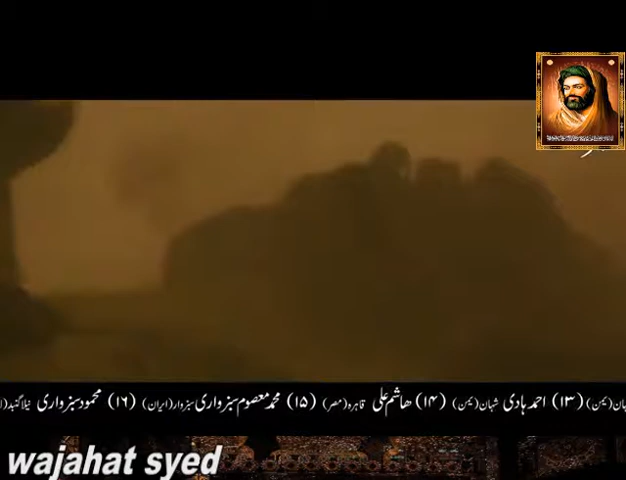 (۱۳) احمد ہادی شہبان (یمن) (۱۴) ھاشم علی قاہرہ (مصر) (۱۵) محمد معصوم سبزواری سبزوار (ایران) (۱۶) محمود سبزواری
wajahat syed